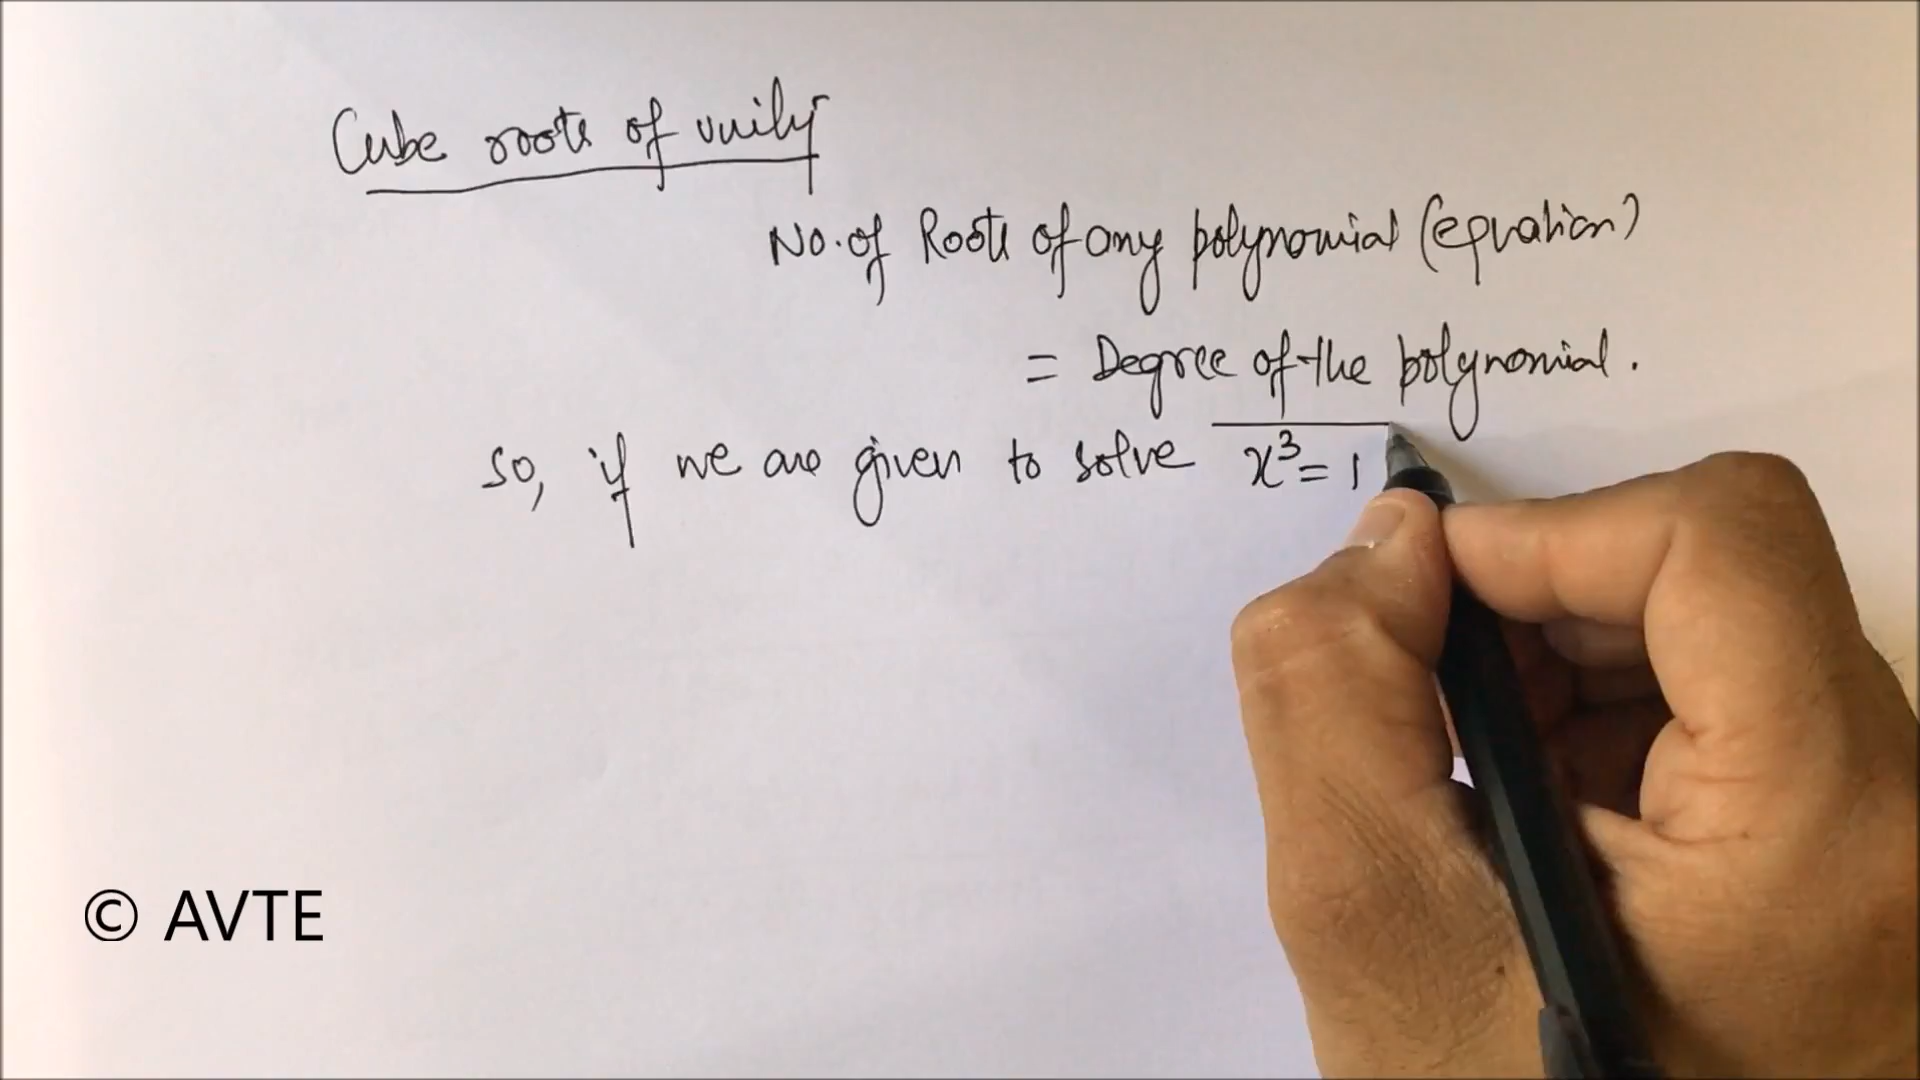 Cube roots of unity
No. of Roots of any polynomial (equation)
= Degree of the polynomial.
so, if we are given to solve x³ = 1
© AVTE